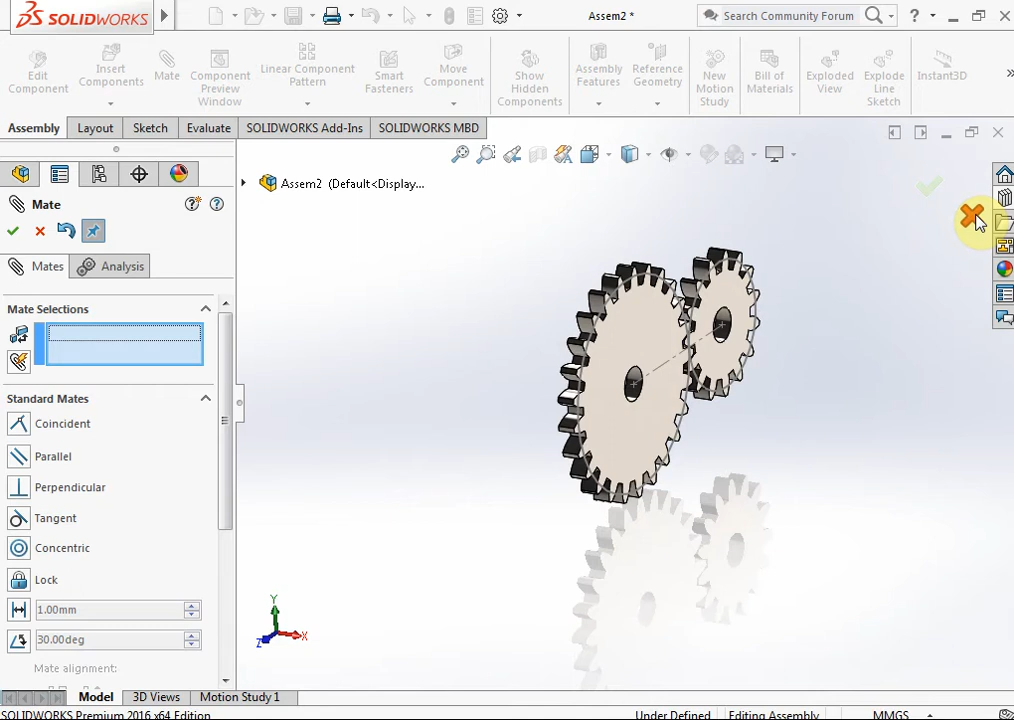 SOLIDWORKS
Assem2 *
Search Community Forum
?
Edit Component
Insert Components
Mate
Component Preview Window
Linear Component Pattern
Smart Fasteners
Move Component
Show Hidden Components
Assembly Features
Reference Geometry
New Motion Study
Bill of Materials
Exploded View
Explode Line Sketch
Instant3D
»
Assembly
Layout
Sketch
Evaluate
SOLIDWORKS Add-Ins
SOLIDWORKS MBD
Assem2 (Default<Display...
Mate
Mates
Analysis
Mate Selections
Standard Mates
Coincident
Parallel
Perpendicular
Tangent
Concentric
Lock
1.00mm
30.00deg
Mate alignment:
Y
X
Z
Model
3D Views
Motion Study 1
SOLIDWORKS Premium 2016 x64 Edition
Under Defined
Editing Assembly
MMGS